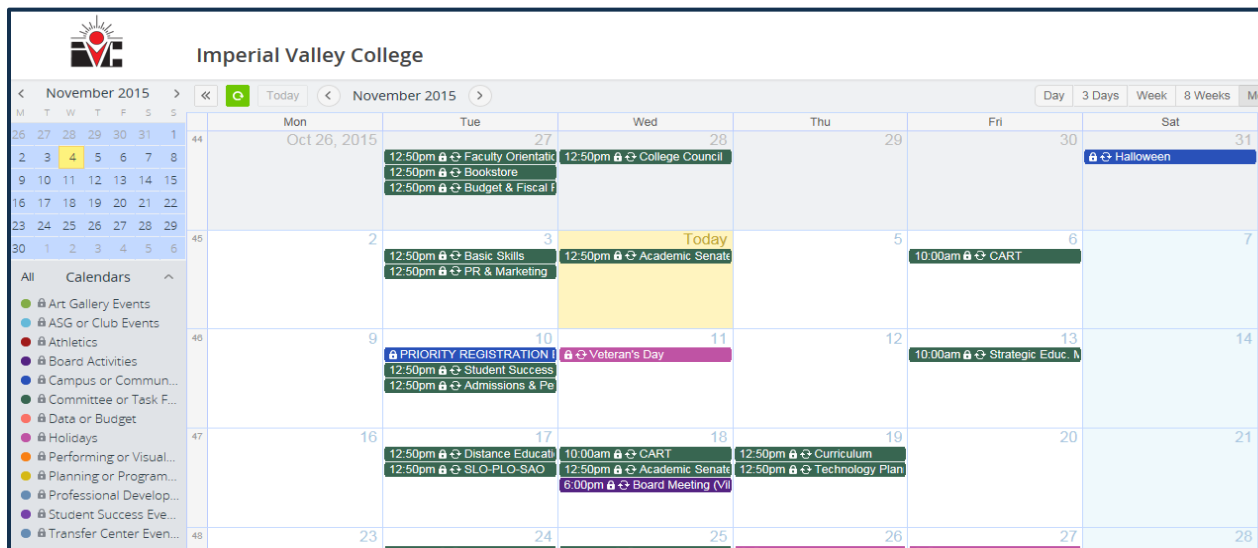 IVC
Imperial Valley College
November 2015
M T W T F S S
26 27 28 29 30 31 1
2 3 4 5 6 7 8
9 10 11 12 13 14 15
16 17 18 19 20 21 22
23 24 25 26 27 28 29
30 1 2 3 4 5 6
All Calendars
Art Gallery Events
ASG or Club Events
Athletics
Board Activities
Campus or Commun...
Committee or Task F...
Data or Budget
Holidays
Performing or Visual...
Planning or Program...
Professional Develop...
Student Success Eve...
Transfer Center Even...
Today November 2015 Day 3 Days Week 8 Weeks
Mon Tue Wed Thu Fri Sat
44 Oct 26, 2015 27 28 29 30 31
12:50pm Faculty Orientatio 12:50pm College Council Halloween
12:50pm Bookstore
12:50pm Budget & Fiscal
45 2 3 Today 5 6 7
12:50pm Basic Skills 12:50pm Academic Senate 10:00am CART
12:50pm PR & Marketing
46 9 10 11 12 13 14
PRIORITY REGISTRATION Veteran's Day 10:00am Strategic Educ. M
12:50pm Student Success
12:50pm Admissions & Pe
47 16 17 18 19 20 21
12:50pm Distance Educati 10:00am CART 12:50pm Curriculum
12:50pm SLO-PLO-SAO 12:50pm Academic Senate 12:50pm Technology Plan
6:00pm Board Meeting (Vil
48 23 24 25 26 27 28